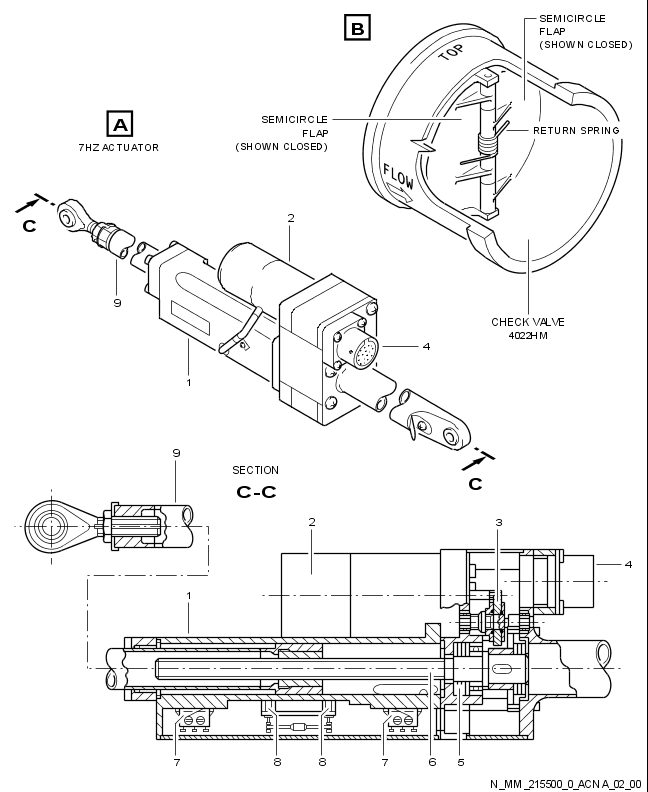 B
SEMICIRCLE
FLAP
(SHOWN CLOSED)
TOP
A
7HZ ACTUATOR
SEMICIRCLE
FLAP
(SHOWN CLOSED)
RETURN SPRING
FLOW
C
2
9
CHECK VALVE
4022HM
4
1
C
9
SECTION
C-C
2
3
4
1
7
8
8
7
6
5
N_MM_215500_0_ACNA_02_00